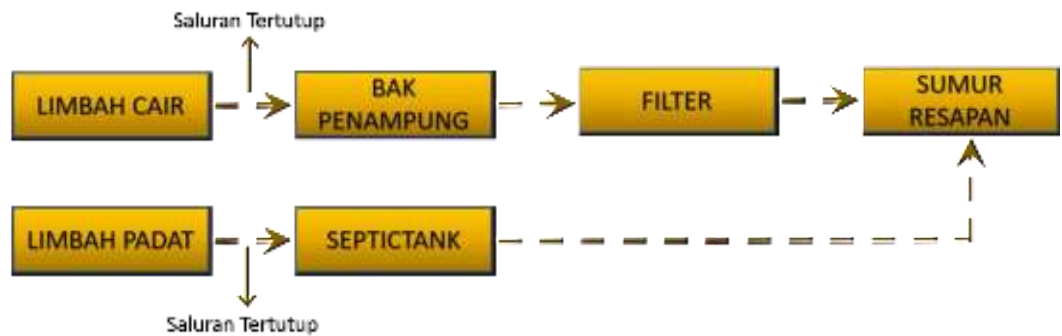 Saluran Tertutup
LIMBAH CAIR
BAK
PENAMPUNG
FILTER
SUMUR
RESAPAN
LIMBAH PADAT
SEPTICTANK
Saluran Tertutup